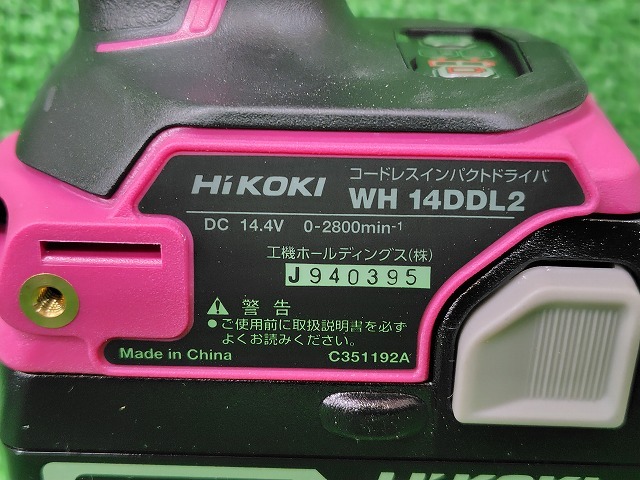 HiKOKI
コードレスインパクトドライバ
WH 14DDL2
DC 14.4V 0-2800min-1
工機ホールディングス(株)
J940395
警告
●ご使用前に取扱説明書を必ず
よくお読みください。
Made in China C351192A
HiKOKI